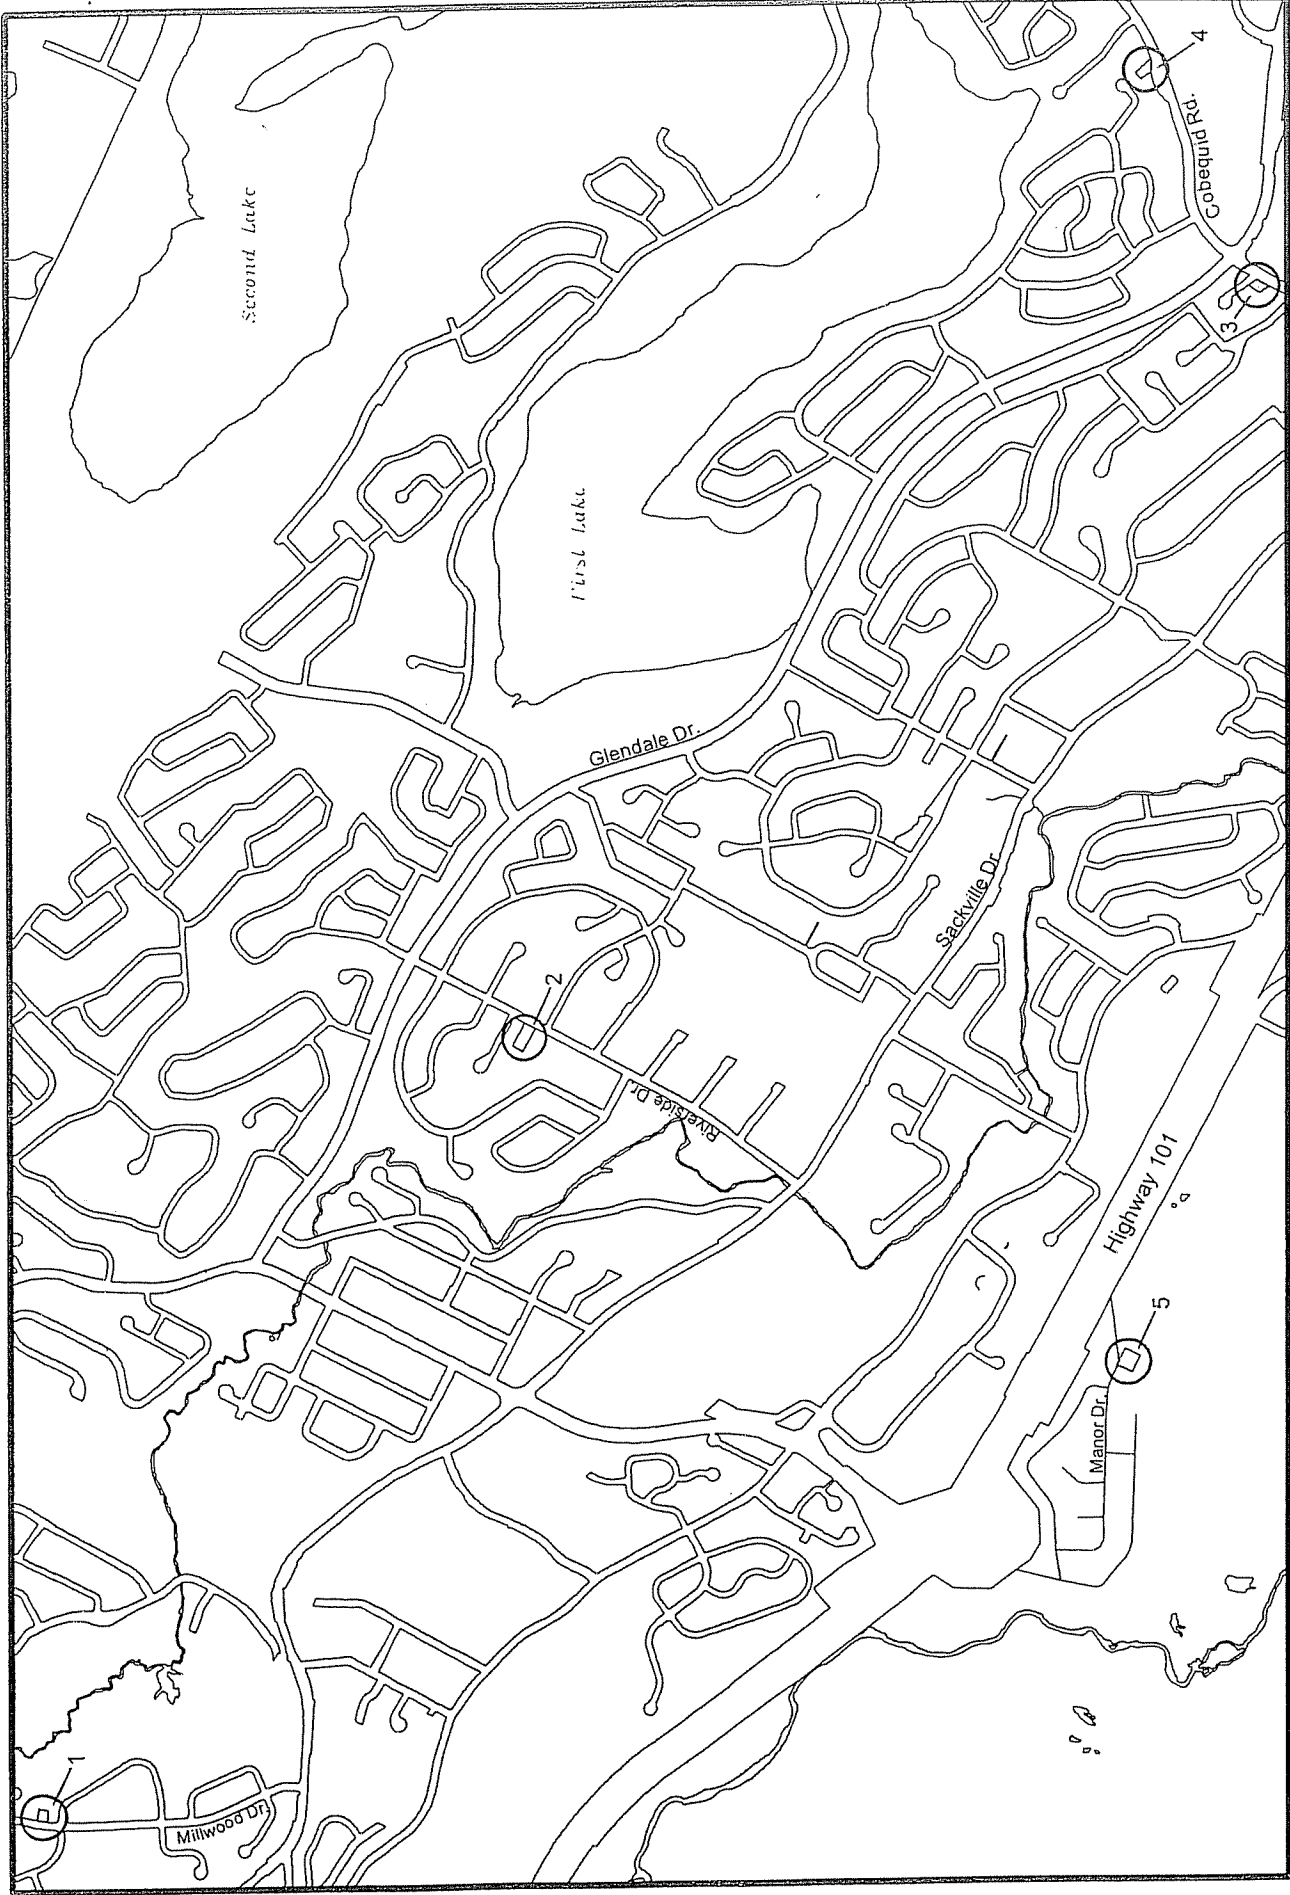 Second Lake
First Lake
4
Cobequid Rd.
3
Glendale Dr.
Sackville Dr.
2
Riverside Dr.
Highway 101
5
Manor Dr.
1
Millwood Dr.